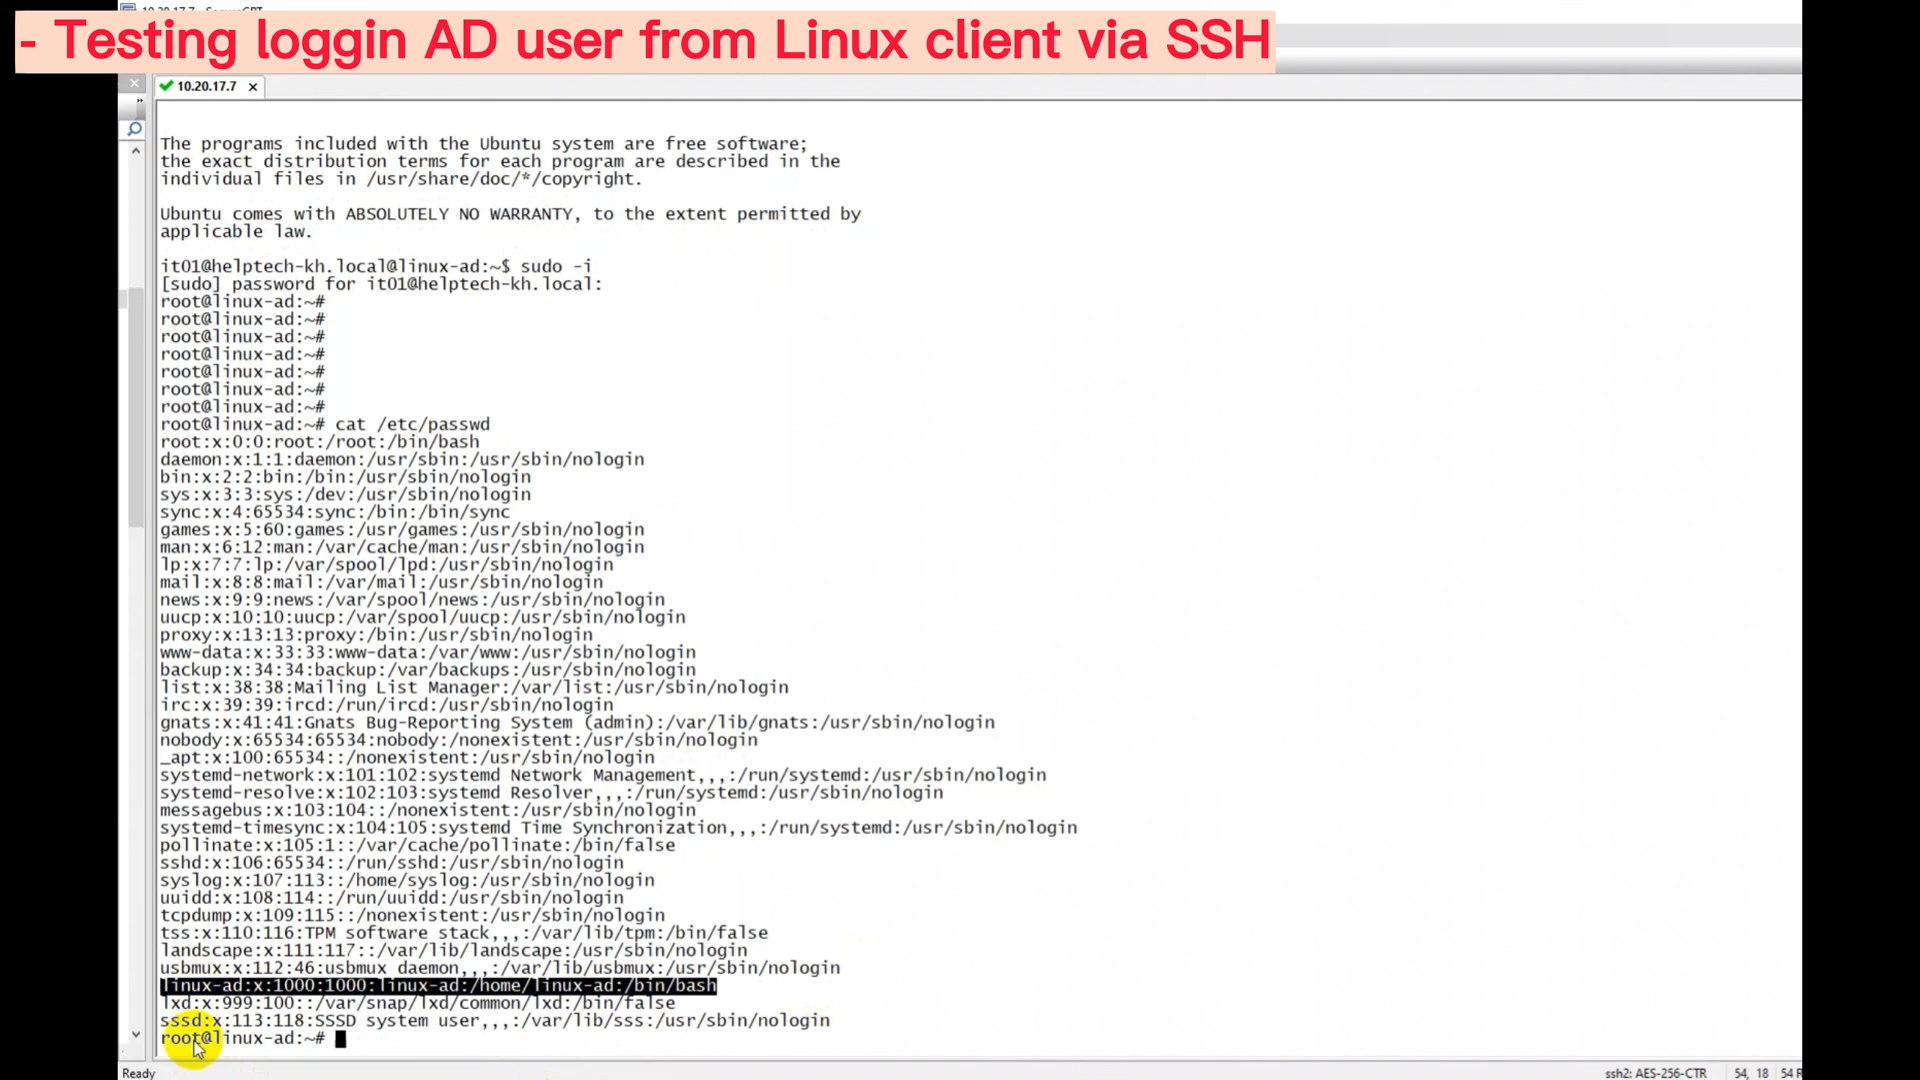 - Testing loggin AD user from Linux client via SSH
10.20.17.7
The programs included with the Ubuntu system are free software;
the exact distribution terms for each program are described in the
individual files in /usr/share/doc/*/copyright.
Ubuntu comes with ABSOLUTELY NO WARRANTY, to the extent permitted by
applicable law.
it01@helptech-kh.local@linux-ad:~$ sudo -i
[sudo] password for it01@helptech-kh.local:
root@linux-ad:~#
root@linux-ad:~#
root@linux-ad:~#
root@linux-ad:~#
root@linux-ad:~#
root@linux-ad:~#
root@linux-ad:~#
root@linux-ad:~# cat /etc/passwd
root:x:0:0:root:/root:/bin/bash
daemon:x:1:1:daemon:/usr/sbin:/usr/sbin/nologin
bin:x:2:2:bin:/bin:/usr/sbin/nologin
sys:x:3:3:sys:/dev:/usr/sbin/nologin
sync:x:4:65534:sync:/bin:/bin/sync
games:x:5:60:games:/usr/games:/usr/sbin/nologin
man:x:6:12:man:/var/cache/man:/usr/sbin/nologin
lp:x:7:7:lp:/var/spool/lpd:/usr/sbin/nologin
mail:x:8:8:mail:/var/mail:/usr/sbin/nologin
news:x:9:9:news:/var/spool/news:/usr/sbin/nologin
uucp:x:10:10:uucp:/var/spool/uucp:/usr/sbin/nologin
proxy:x:13:13:proxy:/bin:/usr/sbin/nologin
www-data:x:33:33:www-data:/var/www:/usr/sbin/nologin
backup:x:34:34:backup:/var/backups:/usr/sbin/nologin
list:x:38:38:Mailing List Manager:/var/list:/usr/sbin/nologin
irc:x:39:39:ircd:/run/ircd:/usr/sbin/nologin
gnats:x:41:41:Gnats Bug-Reporting System (admin):/var/lib/gnats:/usr/sbin/nologin
nobody:x:65534:65534:nobody:/nonexistent:/usr/sbin/nologin
_apt:x:100:65534::/nonexistent:/usr/sbin/nologin
systemd-network:x:101:102:systemd Network Management,,,:/run/systemd:/usr/sbin/nologin
systemd-resolve:x:102:103:systemd Resolver,,,:/run/systemd:/usr/sbin/nologin
messagebus:x:103:104::/nonexistent:/usr/sbin/nologin
systemd-timesync:x:104:105:systemd Time Synchronization,,,:/run/systemd:/usr/sbin/nologin
pollinate:x:105:1::/var/cache/pollinate:/bin/false
sshd:x:106:65534::/run/sshd:/usr/sbin/nologin
syslog:x:107:113::/home/syslog:/usr/sbin/nologin
uuidd:x:108:114::/run/uuidd:/usr/sbin/nologin
tcpdump:x:109:115::/nonexistent:/usr/sbin/nologin
tss:x:110:116:TPM software stack,,,:/var/lib/tpm:/bin/false
landscape:x:111:117::/var/lib/landscape:/usr/sbin/nologin
usbmux:x:112:46:usbmux daemon,,,:/var/lib/usbmux:/usr/sbin/nologin
linux-ad:x:1000:1000:linux-ad:/home/linux-ad:/bin/bash
lxd:x:999:100::/var/snap/lxd/common/lxd:/bin/false
sssd:x:113:118:SSSD system user,,,:/var/lib/sss:/usr/sbin/nologin
root@linux-ad:~#
Ready
ssh2: AES-256-CTR
54, 18
54 R